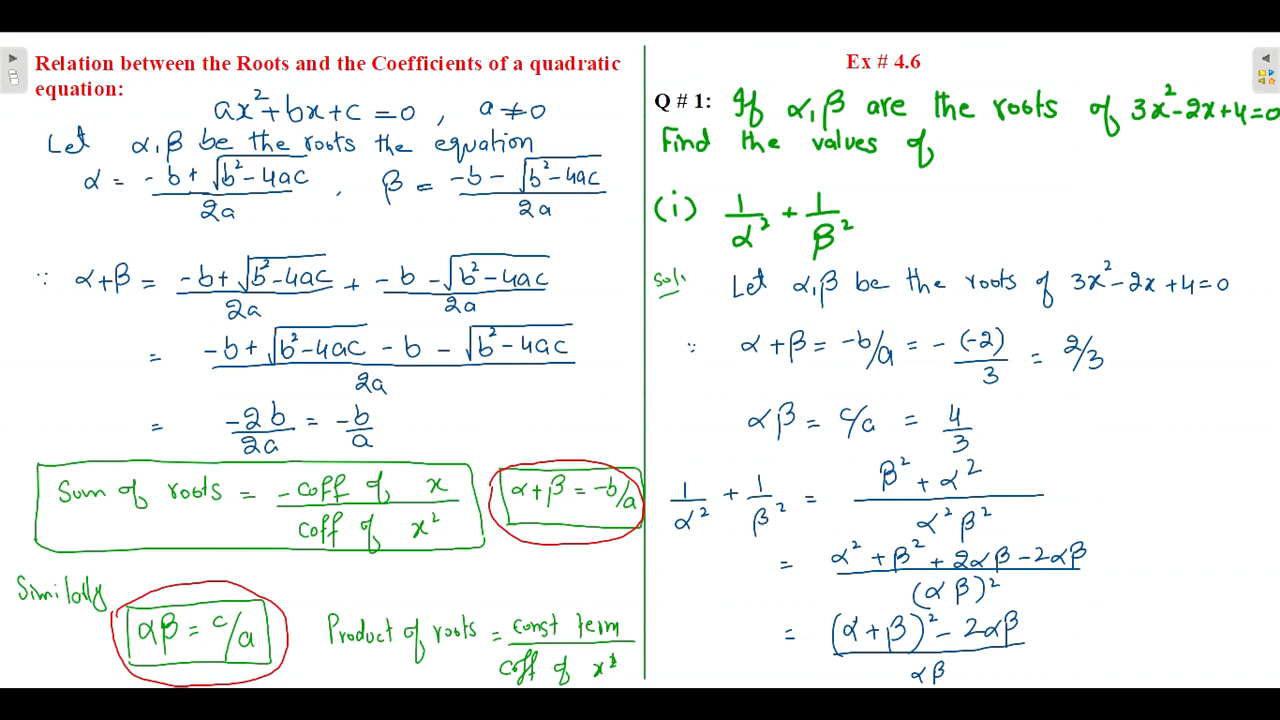 Relation between the Roots and the Coefficients of a quadratic
equation:
ax²+bx+c=0 , a≠0
Let α,β be the roots the equation
α = (-b + √(b²-4ac))/2a , β = (-b - √(b²-4ac))/2a
∵ α+β = (-b+√(b²-4ac))/2a + (-b-√(b²-4ac))/2a
= (-b+√(b²-4ac) - b - √(b²-4ac))/2a
= -2b/2a = -b/a
Sum of roots = - coff of x / coff of x²
α+β = -b/a
Similally
αβ = c/a
Product of roots = const term / coff of x²
Ex # 4.6
Q # 1: If α,β are the roots of 3x²-2x+4=0
Find the values of
(i) 1/α² + 1/β²
Sol: Let α,β be the roots of 3x²-2x+4=0
∵ α+β = -b/a = - (-2)/3 = 2/3
αβ = c/a = 4/3
1/α² + 1/β² = (β²+α²)/(α²β²)
= (α²+β²+2αβ-2αβ)/(αβ)²
= ((α+β)²-2αβ)/αβ